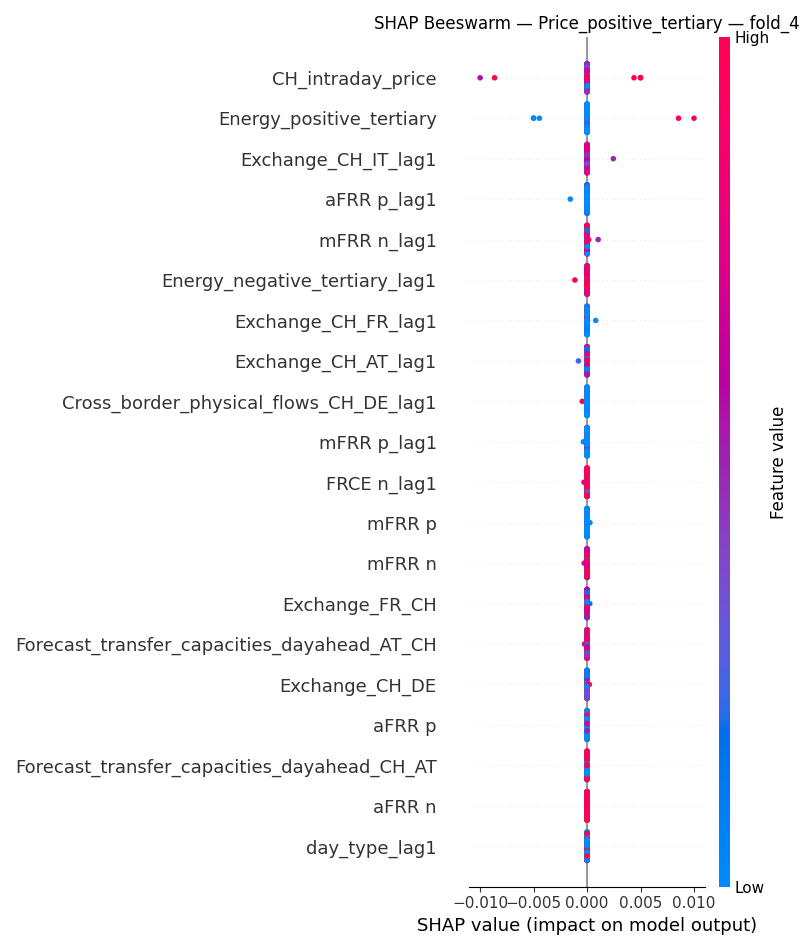 SHAP Beeswarm — Price_positive_tertiary — fold_4
High
CH_intraday_price
Energy_positive_tertiary
Exchange_CH_IT_lag1
aFRR p_lag1
mFRR n_lag1
Energy_negative_tertiary_lag1
Exchange_CH_FR_lag1
Exchange_CH_AT_lag1
Cross_border_physical_flows_CH_DE_lag1
mFRR p_lag1
FRCE n_lag1
mFRR p
mFRR n
Exchange_FR_CH
Forecast_transfer_capacities_dayahead_AT_CH
Exchange_CH_DE
aFRR p
Forecast_transfer_capacities_dayahead_CH_AT
aFRR n
day_type_lag1
Feature value
Low
−0.010 −0.005 0.000 0.005 0.010
SHAP value (impact on model output)